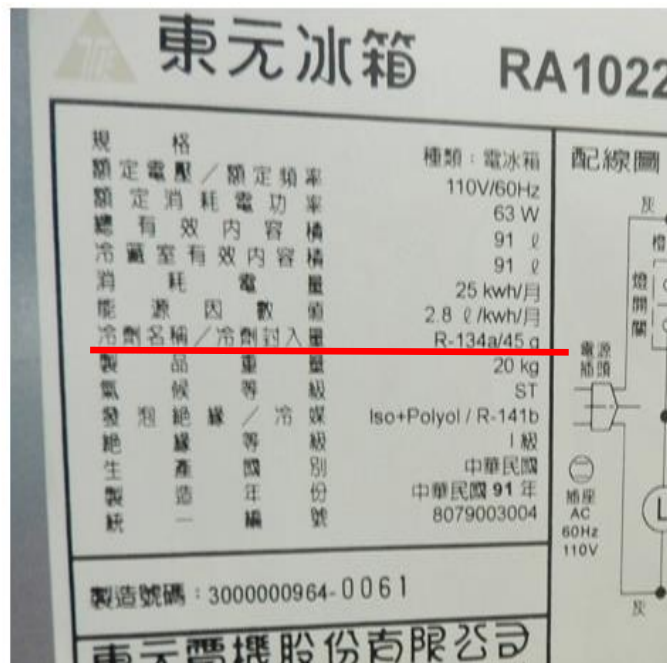 東元冰箱 RA1022
規格 種類：電冰箱
額定電壓／額定頻率 110V/60Hz
額定消耗電功率 63 W
總有效內容積 91 ℓ
冷藏室有效內容積 91 ℓ
消耗電量 25 kwh/月
能源因數值 2.8 ℓ/kwh/月
冷劑名稱／冷劑封入量 R-134a/45 g
製品重量 20 kg
氣候等級 ST
發泡絕緣／冷媒 Iso+Polyol / R-141b
絕緣等級 I 級
生產國別 中華民國
製造年份 中華民國 91 年
統一編號 8079003004
製造號碼：3000000964-0061
東元電機股份有限公司
配線圖
灰
燈
開
關
電源
插頭
插座
AC
60Hz
110V
L
灰